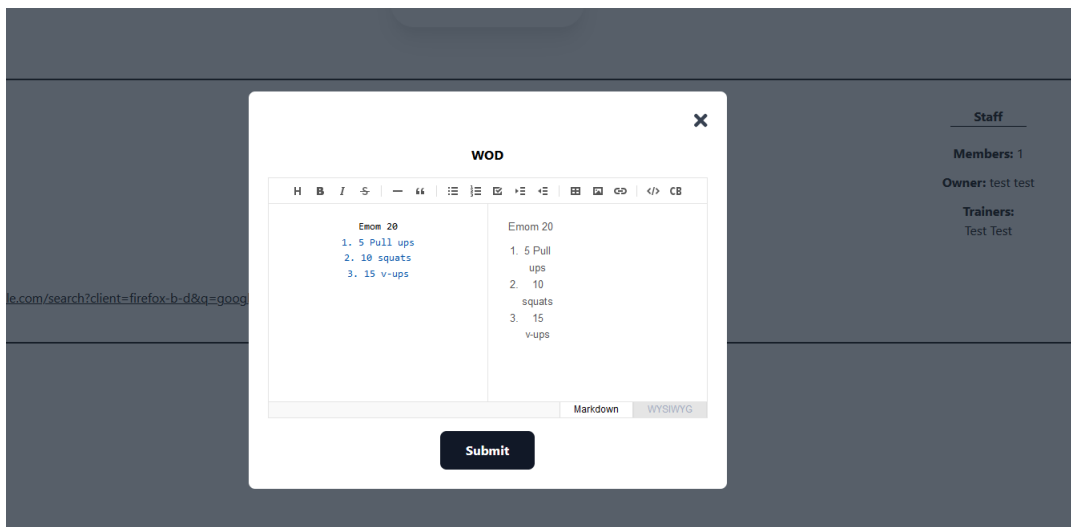 Staff
Members: 1
Owner: test test
Trainers:
Test Test
le.com/search?client=firefox-b-d&q=goog
WOD
H B I S — “ </> CB
Emom 20
1. 5 Pull ups
2. 10 squats
3. 15 v-ups
Emom 20
1. 5 Pull
ups
2. 10
squats
3. 15
v-ups
Markdown WYSIWYG
Submit